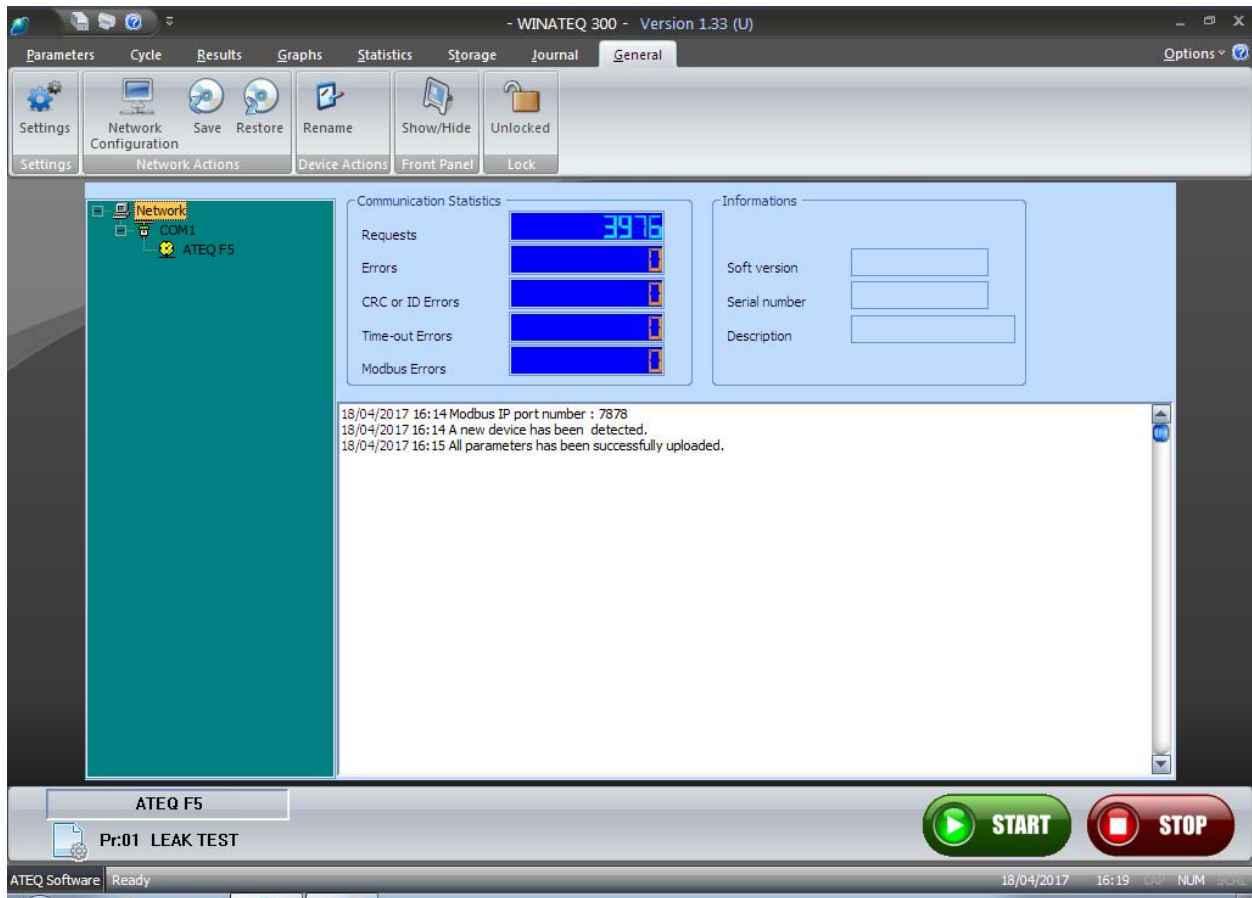 - WINATEQ 300 - Version 1.33 (U)
Parameters Cycle Results Graphs Statistics Storage Journal General Options
Settings Network Configuration Save Restore Rename Show/Hide Unlocked
Settings Network Actions Device Actions Front Panel Lock
Network
COM1
ATEQ F5
Communication Statistics
Requests 3976
Errors 0
CRC or ID Errors 0
Time-out Errors 0
Modbus Errors 0
Informations
Soft version
Serial number
Description
18/04/2017 16:14 Modbus IP port number : 7878
18/04/2017 16:14 A new device has been detected.
18/04/2017 16:15 All parameters has been successfully uploaded.
ATEQ F5
Pr:01 LEAK TEST
START STOP
ATEQ Software Ready 18/04/2017 16:19 CAP NUM SCRL